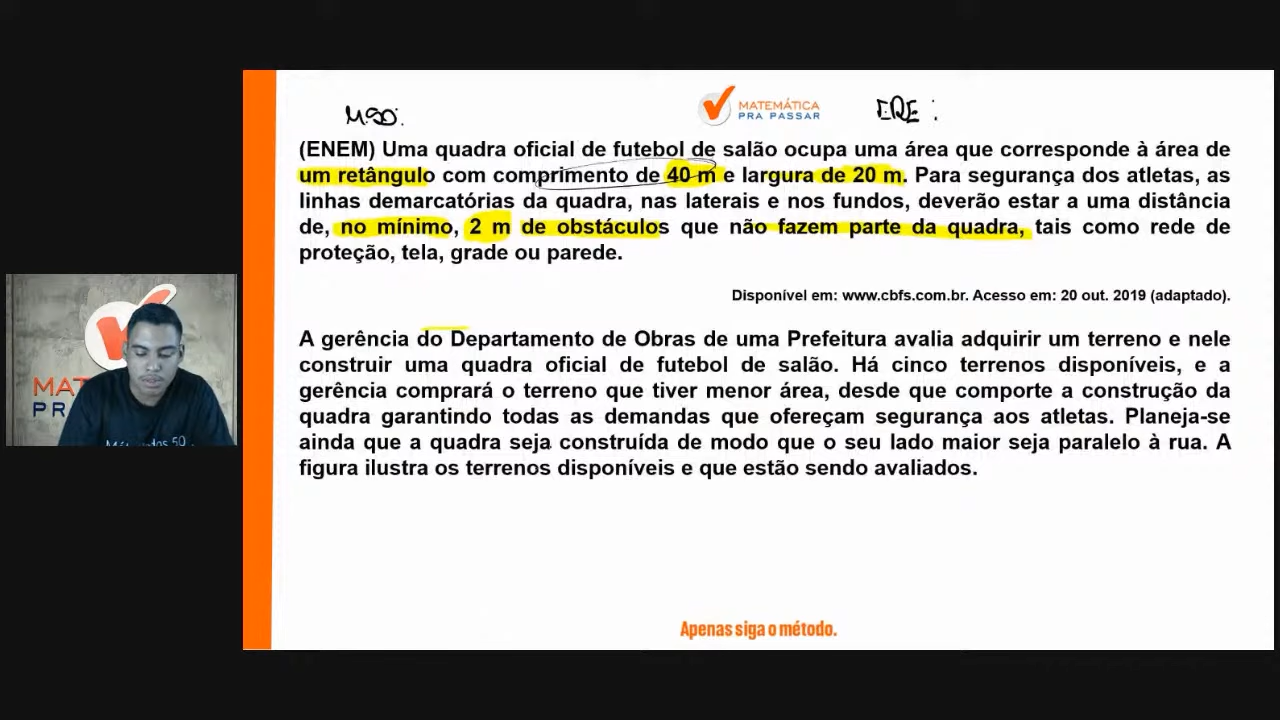 MATEMÁTICA
PRA PASSAR
(ENEM) Uma quadra oficial de futebol de salão ocupa uma área que corresponde à área de
um retângulo com comprimento de 40 m e largura de 20 m. Para segurança dos atletas, as
linhas demarcatórias da quadra, nas laterais e nos fundos, deverão estar a uma distância
de, no mínimo, 2 m de obstáculos que não fazem parte da quadra, tais como rede de
proteção, tela, grade ou parede.
Disponível em: www.cbfs.com.br. Acesso em: 20 out. 2019 (adaptado).
A gerência do Departamento de Obras de uma Prefeitura avalia adquirir um terreno e nele
construir uma quadra oficial de futebol de salão. Há cinco terrenos disponíveis, e a
gerência comprará o terreno que tiver menor área, desde que comporte a construção da
quadra garantindo todas as demandas que ofereçam segurança aos atletas. Planeja-se
ainda que a quadra seja construída de modo que o seu lado maior seja paralelo à rua. A
figura ilustra os terrenos disponíveis e que estão sendo avaliados.
Apenas siga o método.